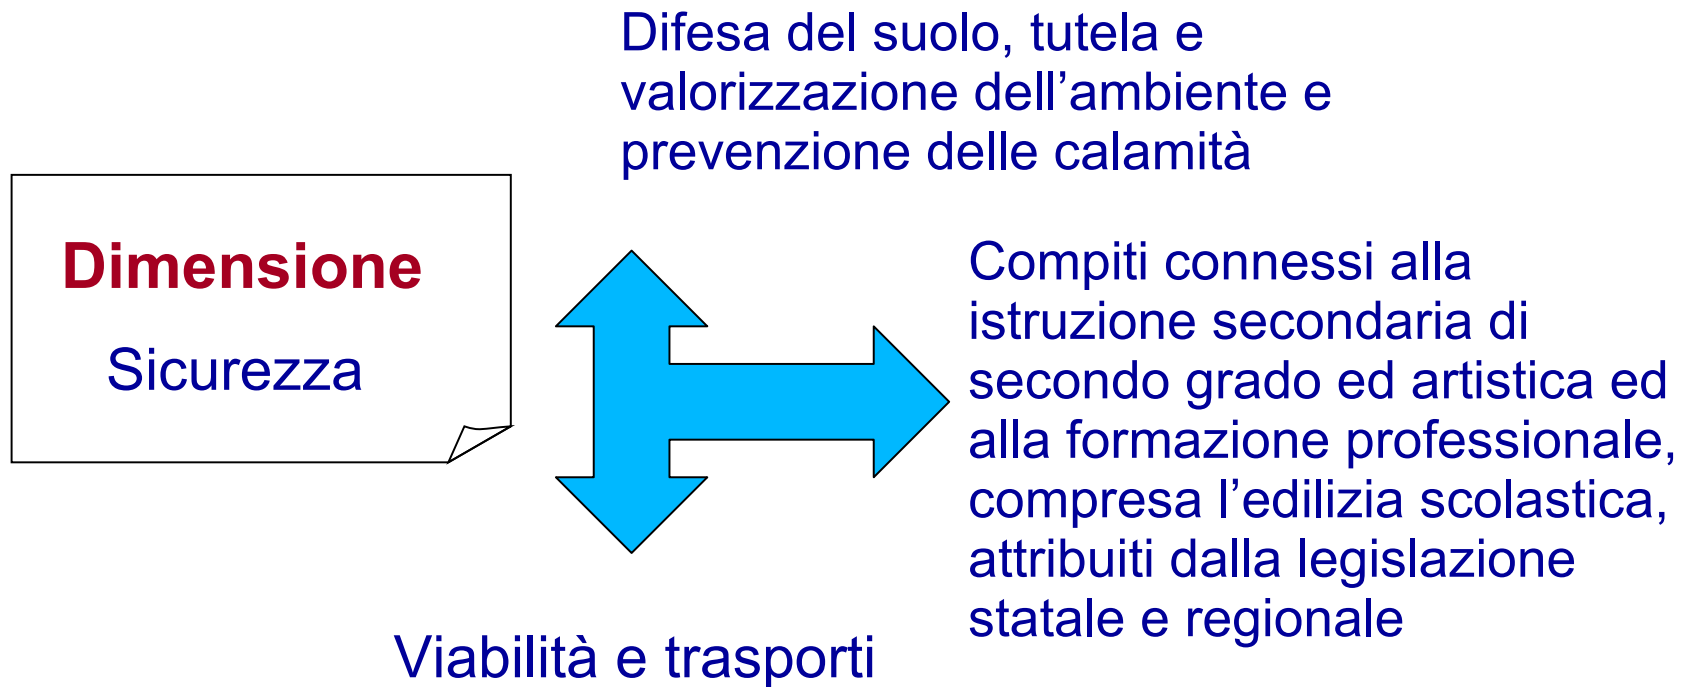 Difesa del suolo, tutela e
valorizzazione dell’ambiente e
prevenzione delle calamità
Dimensione
Sicurezza
Compiti connessi alla
istruzione secondaria di
secondo grado ed artistica ed
alla formazione professionale,
compresa l’edilizia scolastica,
attribuiti dalla legislazione
statale e regionale
Viabilità e trasporti